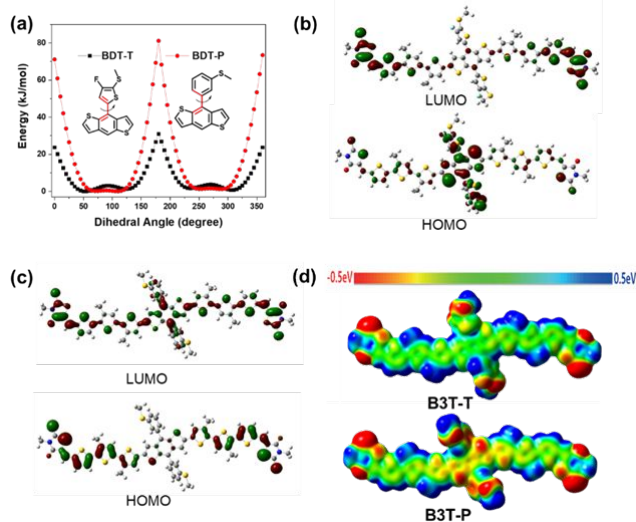 (a)
BDT-T
BDT-P
F
S
S
S
S
S
S
S
Energy (kJ/mol)
80
60
40
20
0
0 50 100 150 200 250 300 350
Dihedral Angle (degree)
(b)
LUMO
HOMO
(c)
LUMO
HOMO
(d)
-0.5eV
0.5eV
B3T-T
B3T-P